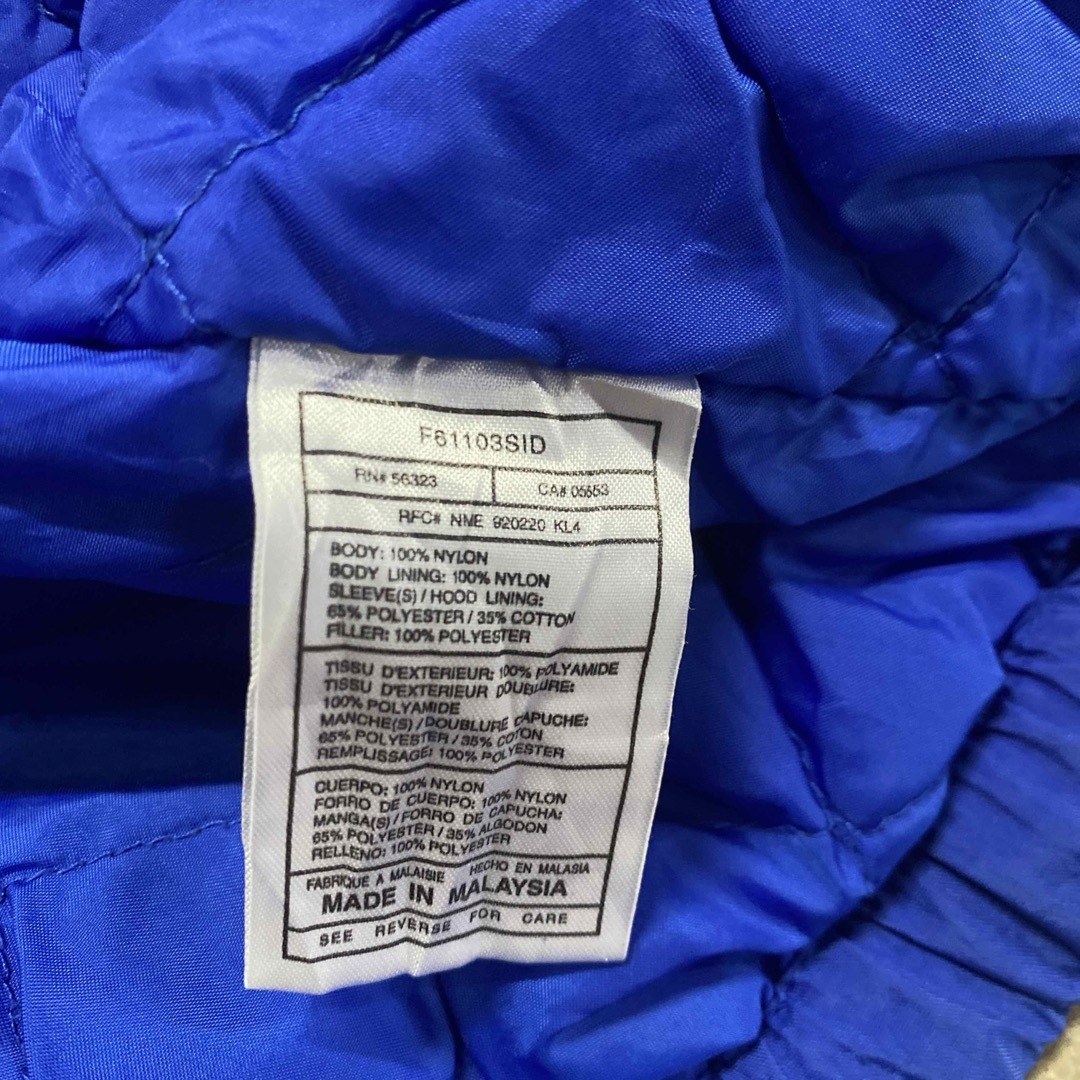 F61103SID
RN# 56323 CA# 05553
RFC# NME 920220 KL4
BODY: 100% NYLON
BODY LINING: 100% NYLON
SLEEVE(S) / HOOD LINING:
65% POLYESTER / 35% COTTON
FILLER: 100% POLYESTER
TISSU D'EXTERIEUR: 100% POLYAMIDE
TISSU D'EXTERIEUR DOUBLURE:
100% POLYAMIDE
MANCHE(S) / DOUBLURE CAPUCHE:
65% POLYESTER / 35% COTON
REMPLISSAGE: 100% POLYESTER
CUERPO: 100% NYLON
FORRO DE CUERPO: 100% NYLON
MANGA(S) / FORRO DE CAPUCHA:
65% POLYESTER / 35% ALGODON
RELLENO: 100% POLYESTER
FABRIQUE A MALAISIE HECHO EN MALASIA
MADE IN MALAYSIA
SEE REVERSE FOR CARE